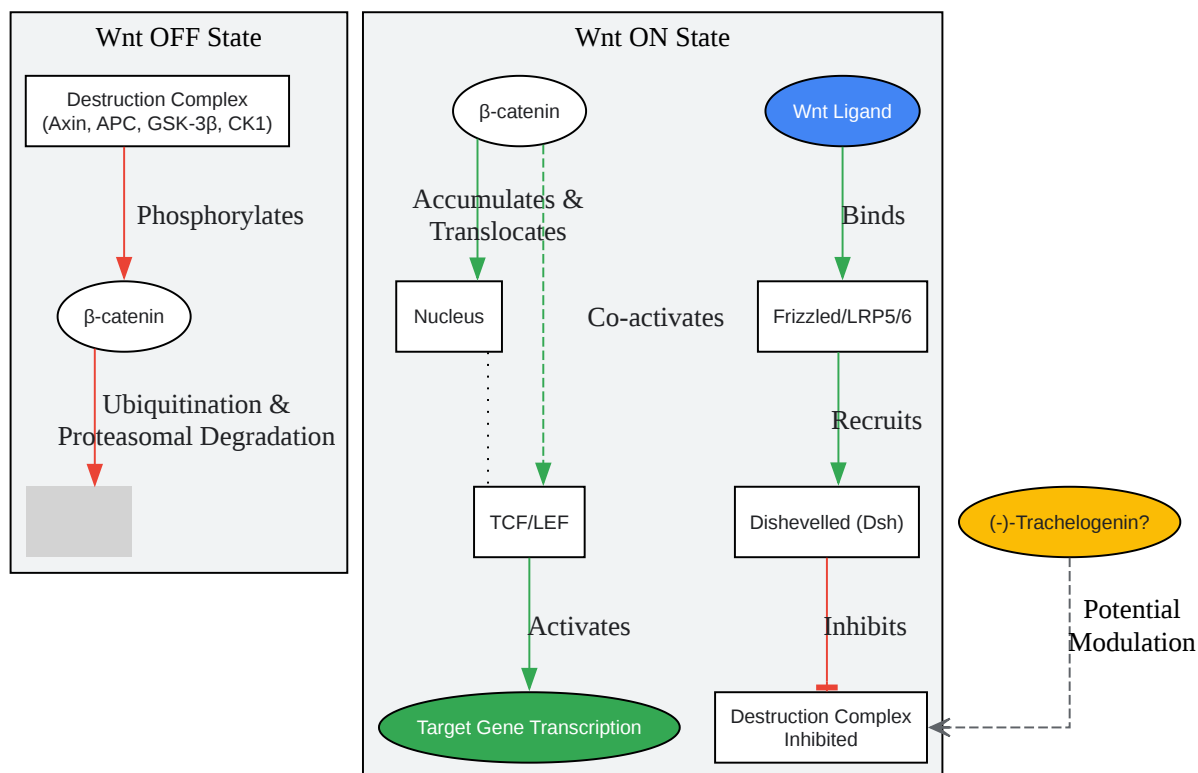 Wnt OFF State
Destruction Complex
(Axin, APC, GSK-3β, CK1)
Phosphorylates
β-catenin
Ubiquitination &
Proteasomal Degradation
Wnt ON State
β-catenin
Accumulates &
Translocates
Nucleus
Co-activates
TCF/LEF
Activates
Target Gene Transcription
Wnt Ligand
Binds
Frizzled/LRP5/6
Recruits
Dishevelled (Dsh)
Inhibits
Destruction Complex
Inhibited
(-)-Trachelogenin?
Potential
Modulation